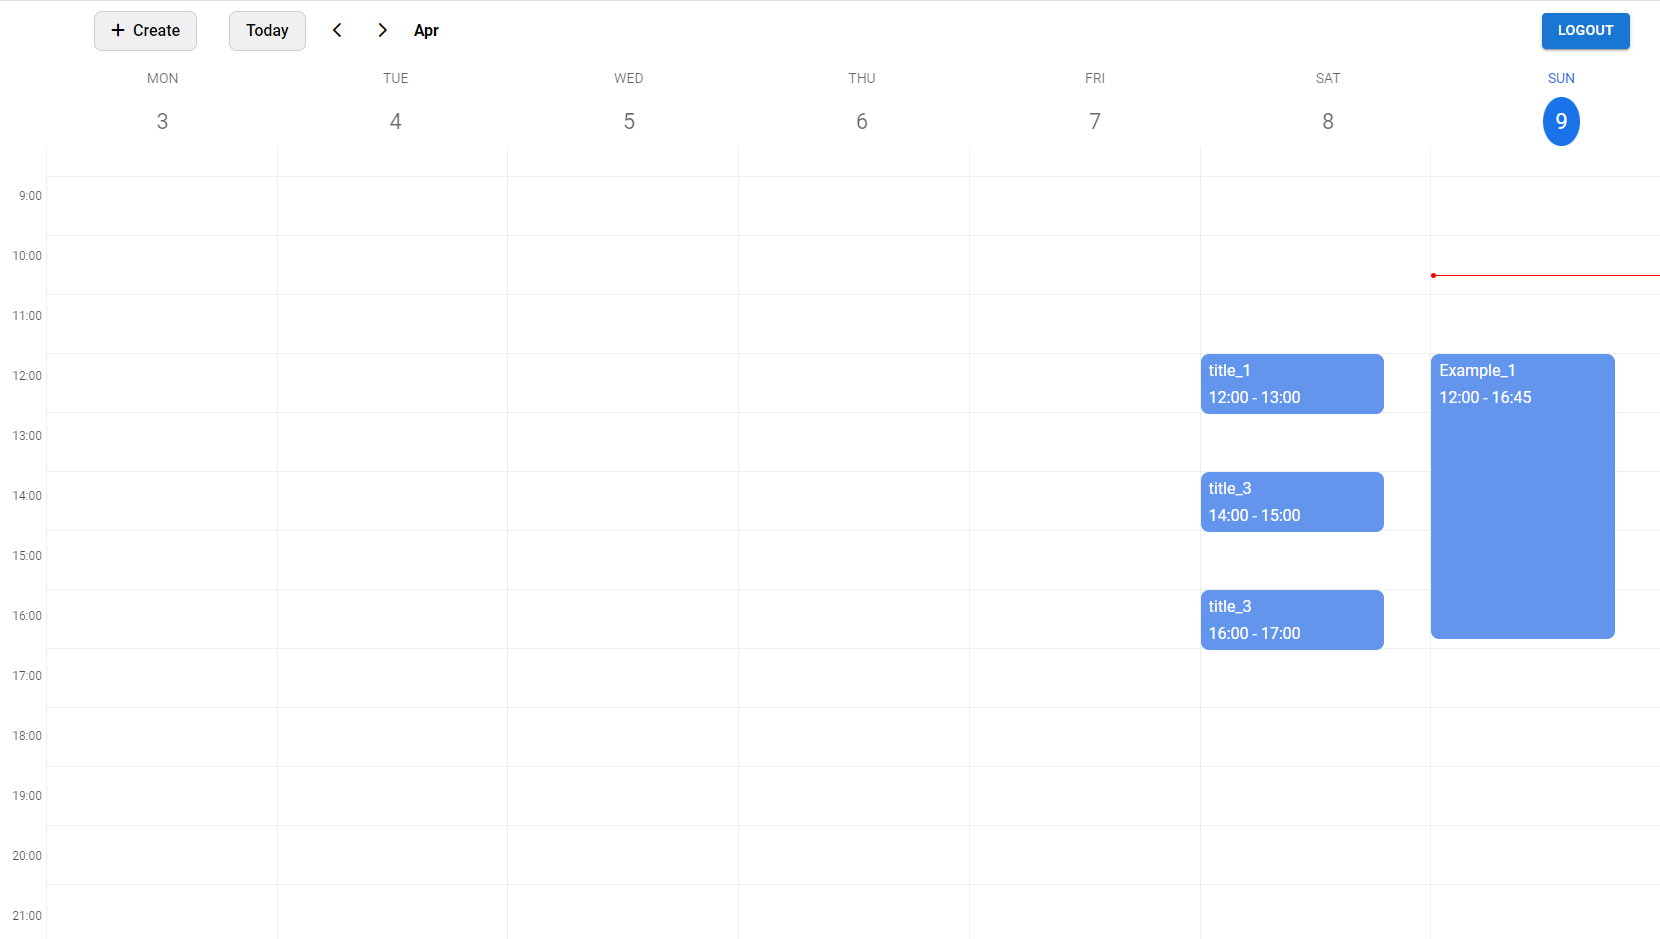 + Create Today < > Apr LOGOUT
MON TUE WED THU FRI SAT SUN
3 4 5 6 7 8 9
9:00
10:00
11:00
12:00
title_1
12:00 - 13:00
Example_1
12:00 - 16:45
13:00
14:00
title_3
14:00 - 15:00
15:00
16:00
title_3
16:00 - 17:00
17:00
18:00
19:00
20:00
21:00